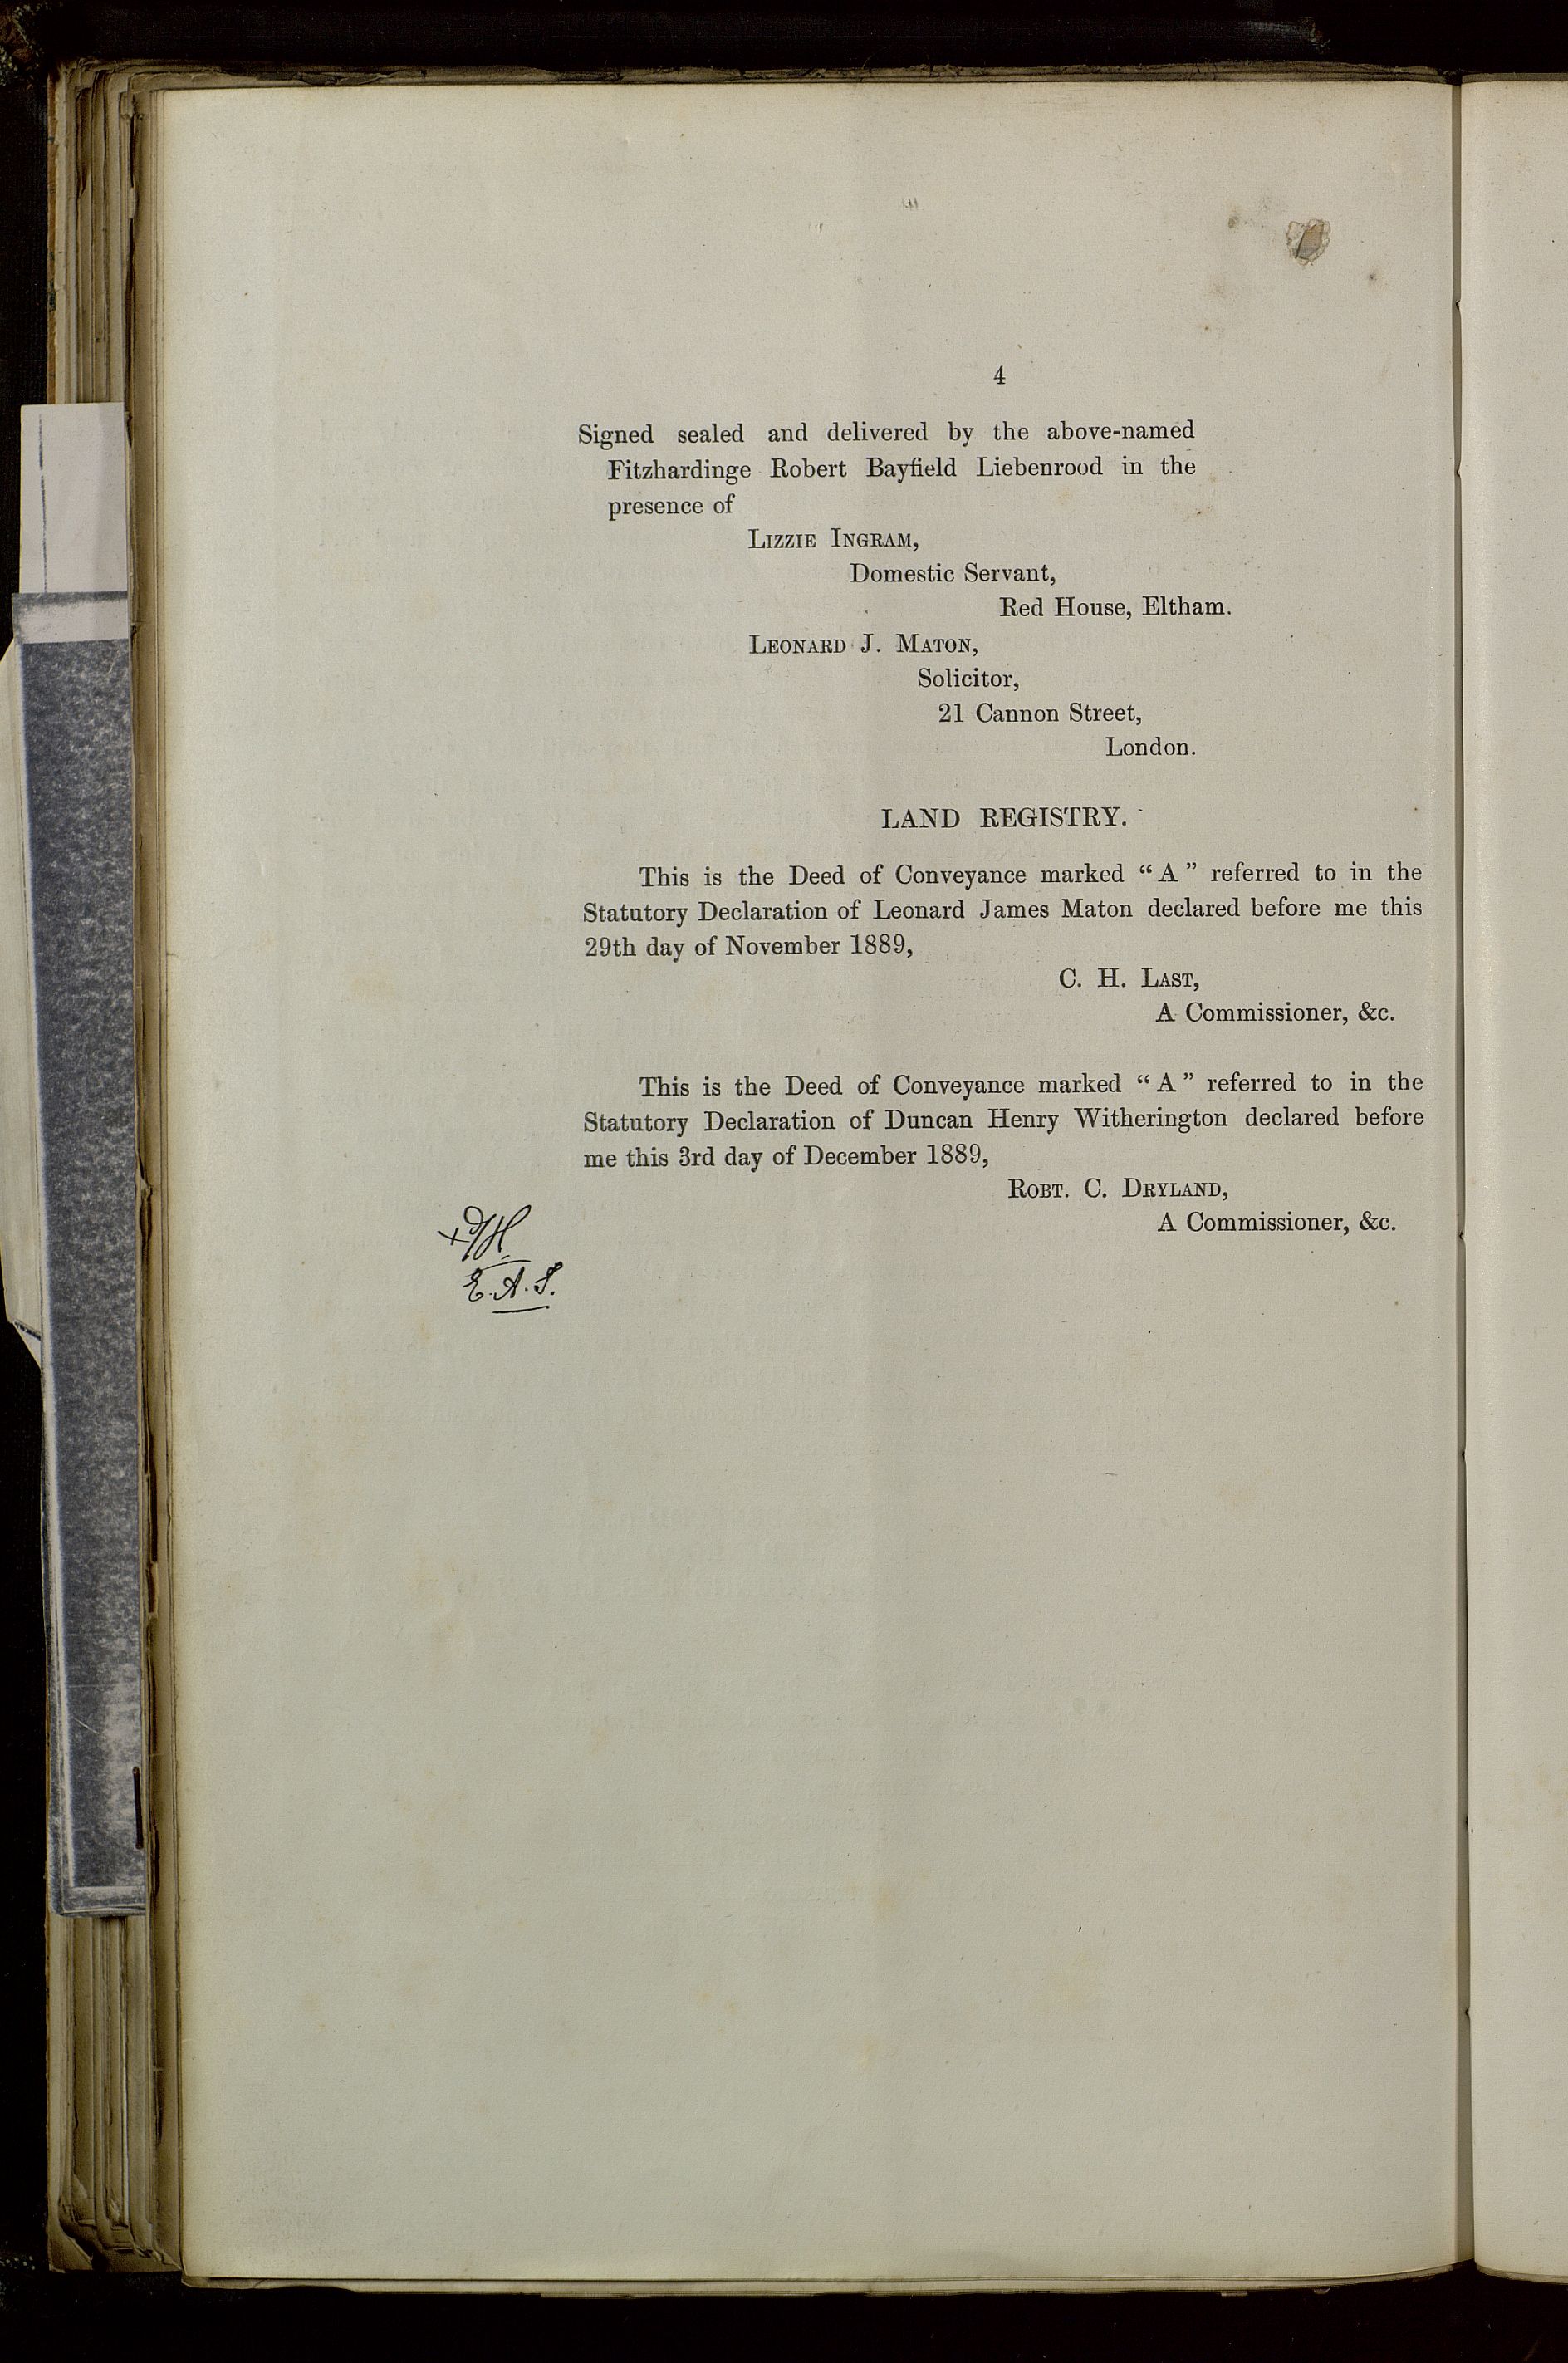 4
Signed sealed and delivered by the above-named
Fitzhardinge Robert Bayfield Liebenrood in the
presence of
LIZZIE INGRAM,
Domestic Servant,
Red House, Eltham.
LEONARD J. MATON,
Solicitor,
21 Cannon Street,
London.
LAND REGISTRY.
This is the Deed of Conveyance marked “A” referred to in the
Statutory Declaration of Leonard James Maton declared before me this
29th day of November 1889,
C. H. LAST,
A Commissioner, &c.
This is the Deed of Conveyance marked “A” referred to in the
Statutory Declaration of Duncan Henry Witherington declared before
me this 3rd day of December 1889,
ROBT. C. DRYLAND,
A Commissioner, &c.
E.A.S.